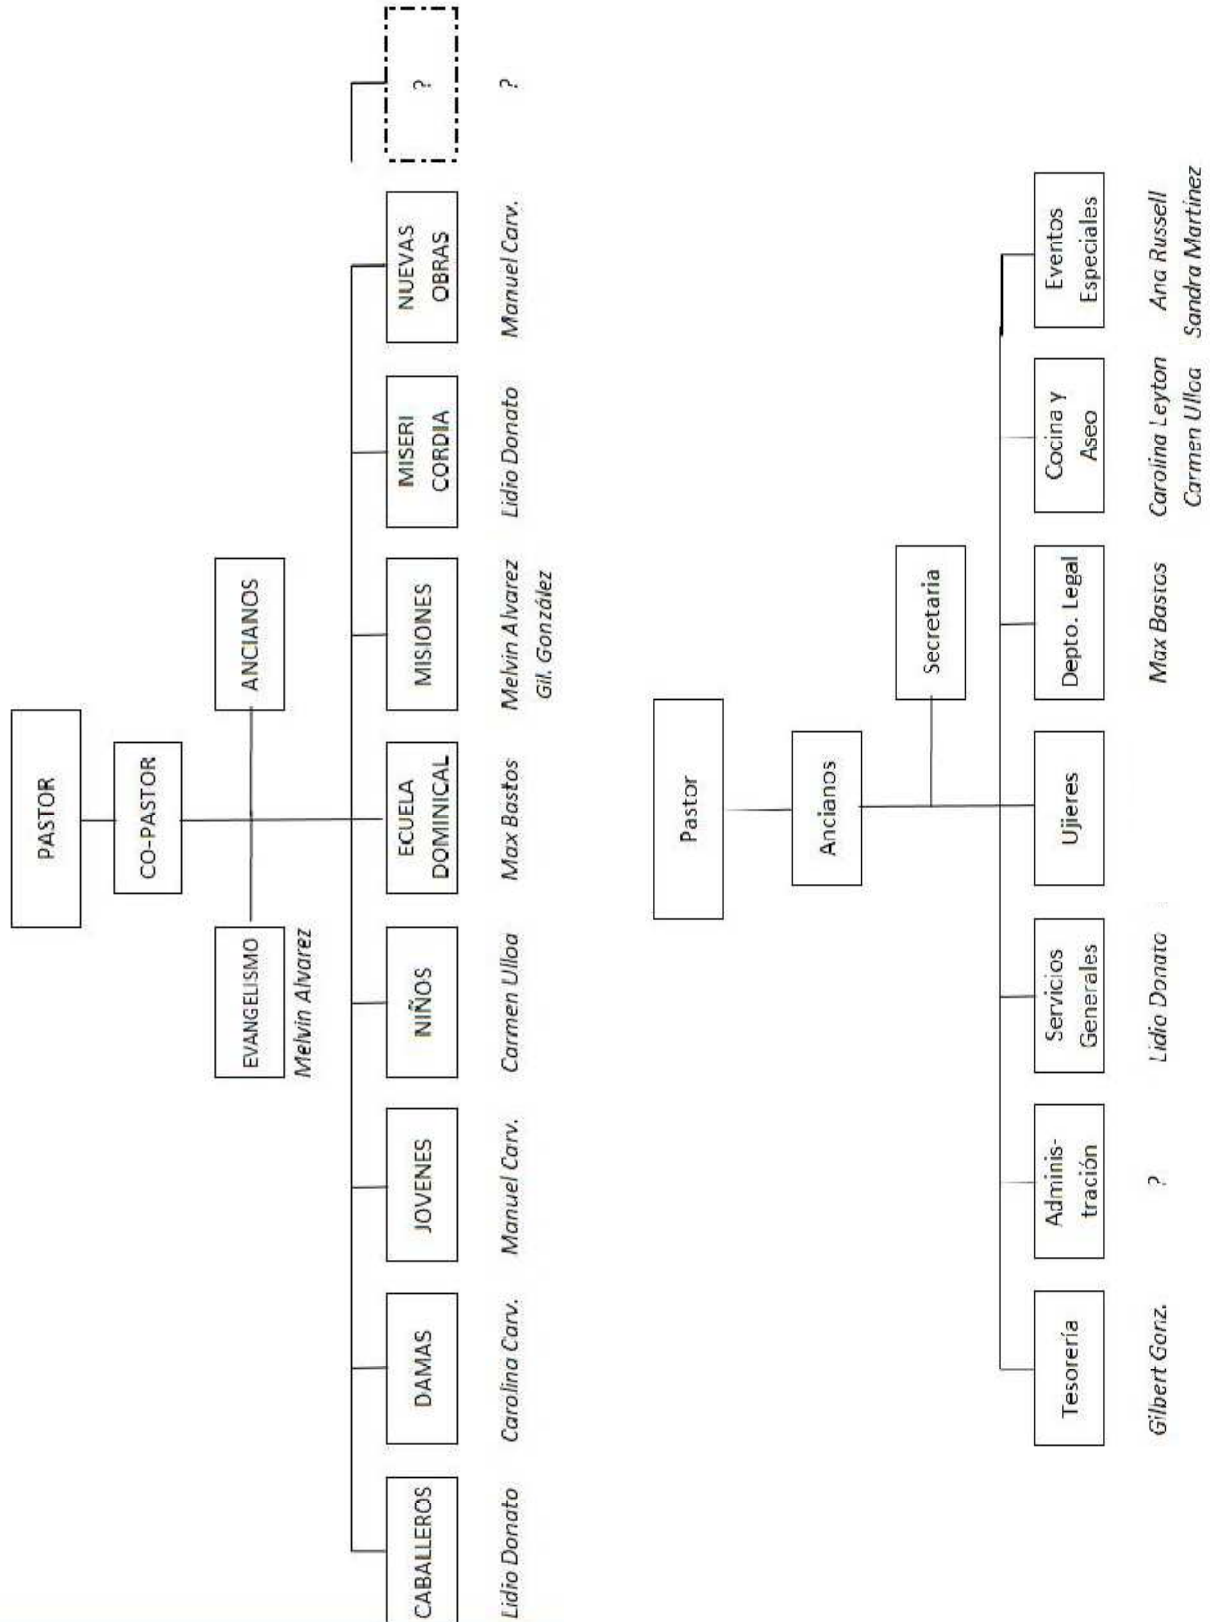 PASTOR
CO-PASTOR
EVANGELISMO
Melvin Alvarez
ANCIANOS
CABALLEROS
Lidio Donato
DAMAS
Carolina Carv.
JOVENES
Manuel Carv.
NIÑOS
Carmen Ulloa
ECUELA
DOMINICAL
Max Bastos
MISIONES
Melvin Alvarez
Gil. González
MISERI
CORDIA
Lidio Donato
NUEVAS
OBRAS
Manuel Carv.
?
?
Pastor
Ancianos
Secretaria
Tesorería
Gilbert Gonz.
Adminis-
tración
?
Servicios
Generales
Lidio Donato
Ujieres
Depto. Legal
Max Bastos
Cocina y
Aseo
Carolina Leyton
Carmen Ulloa
Eventos
Especiales
Ana Russell
Sandra Martinez